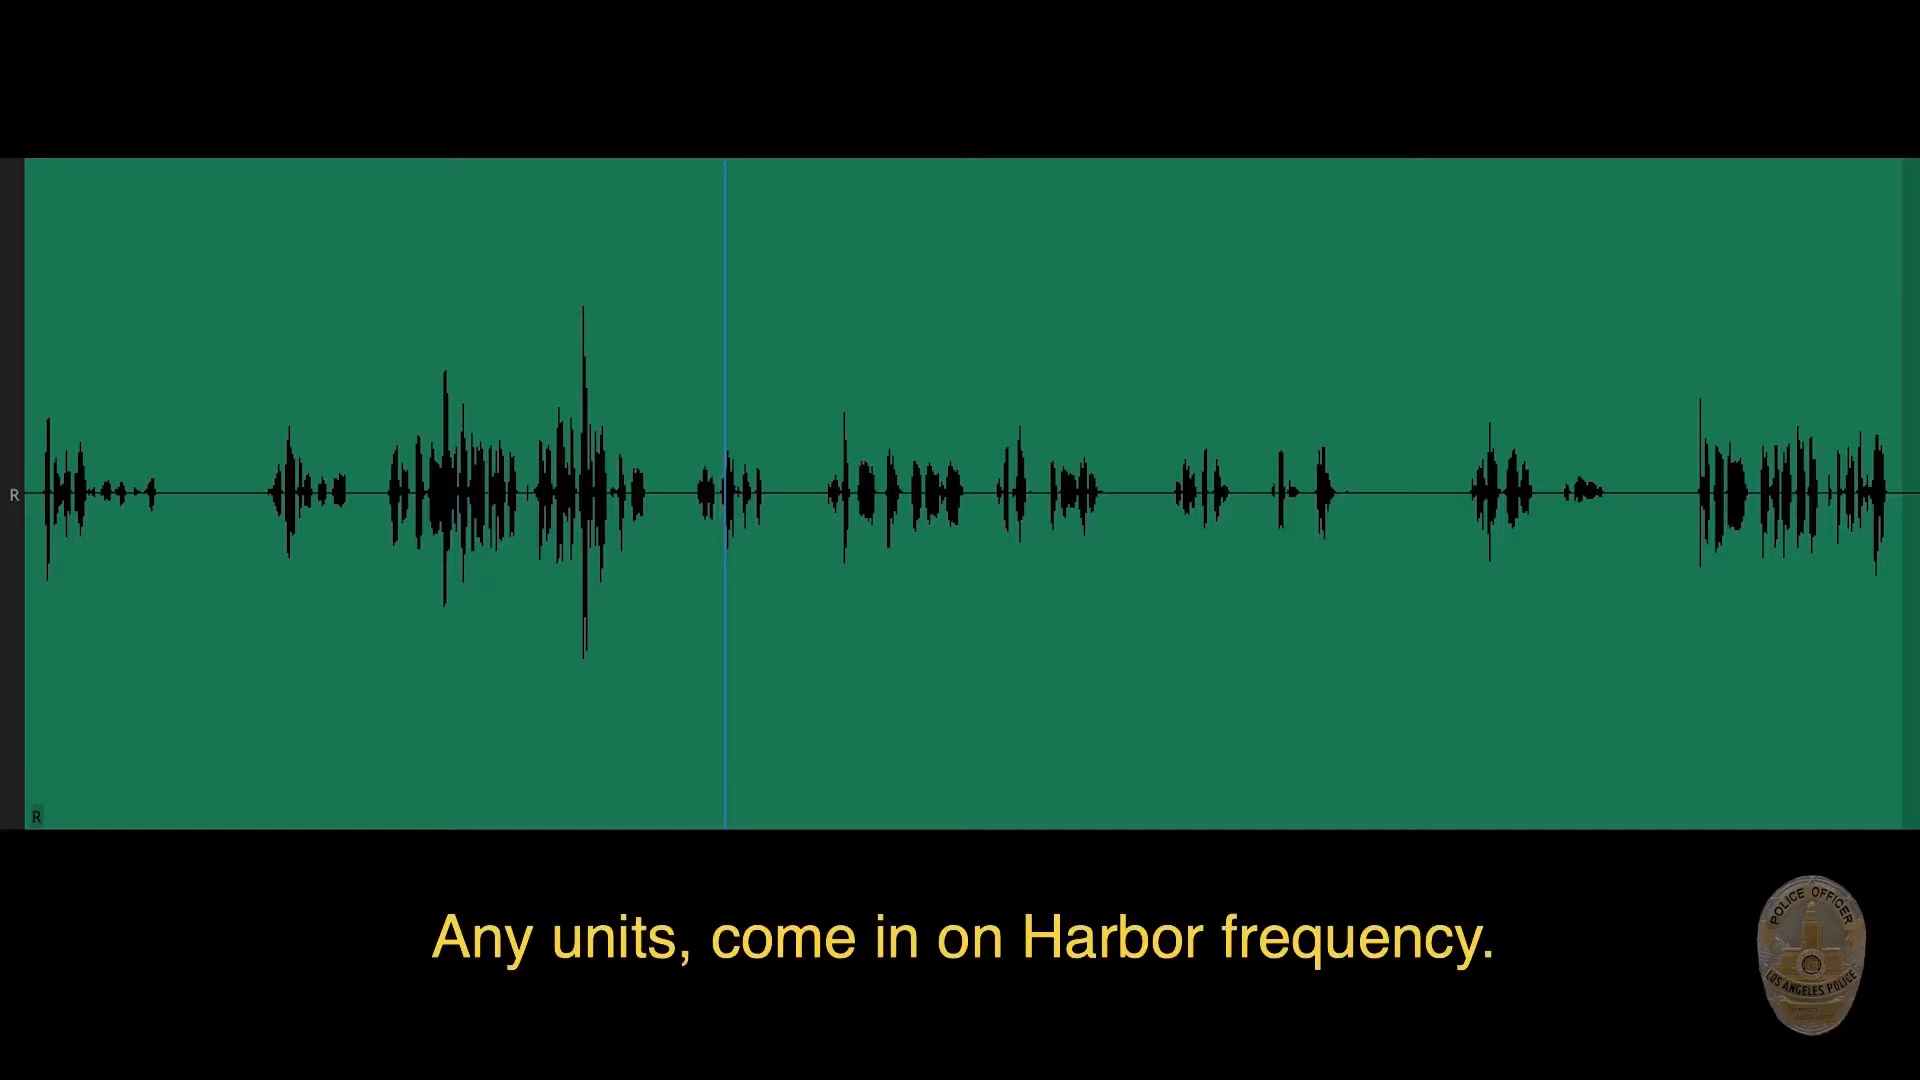 R
R
Any units, come in on Harbor frequency.
POLICE OFFICER
LOS ANGELES POLICE